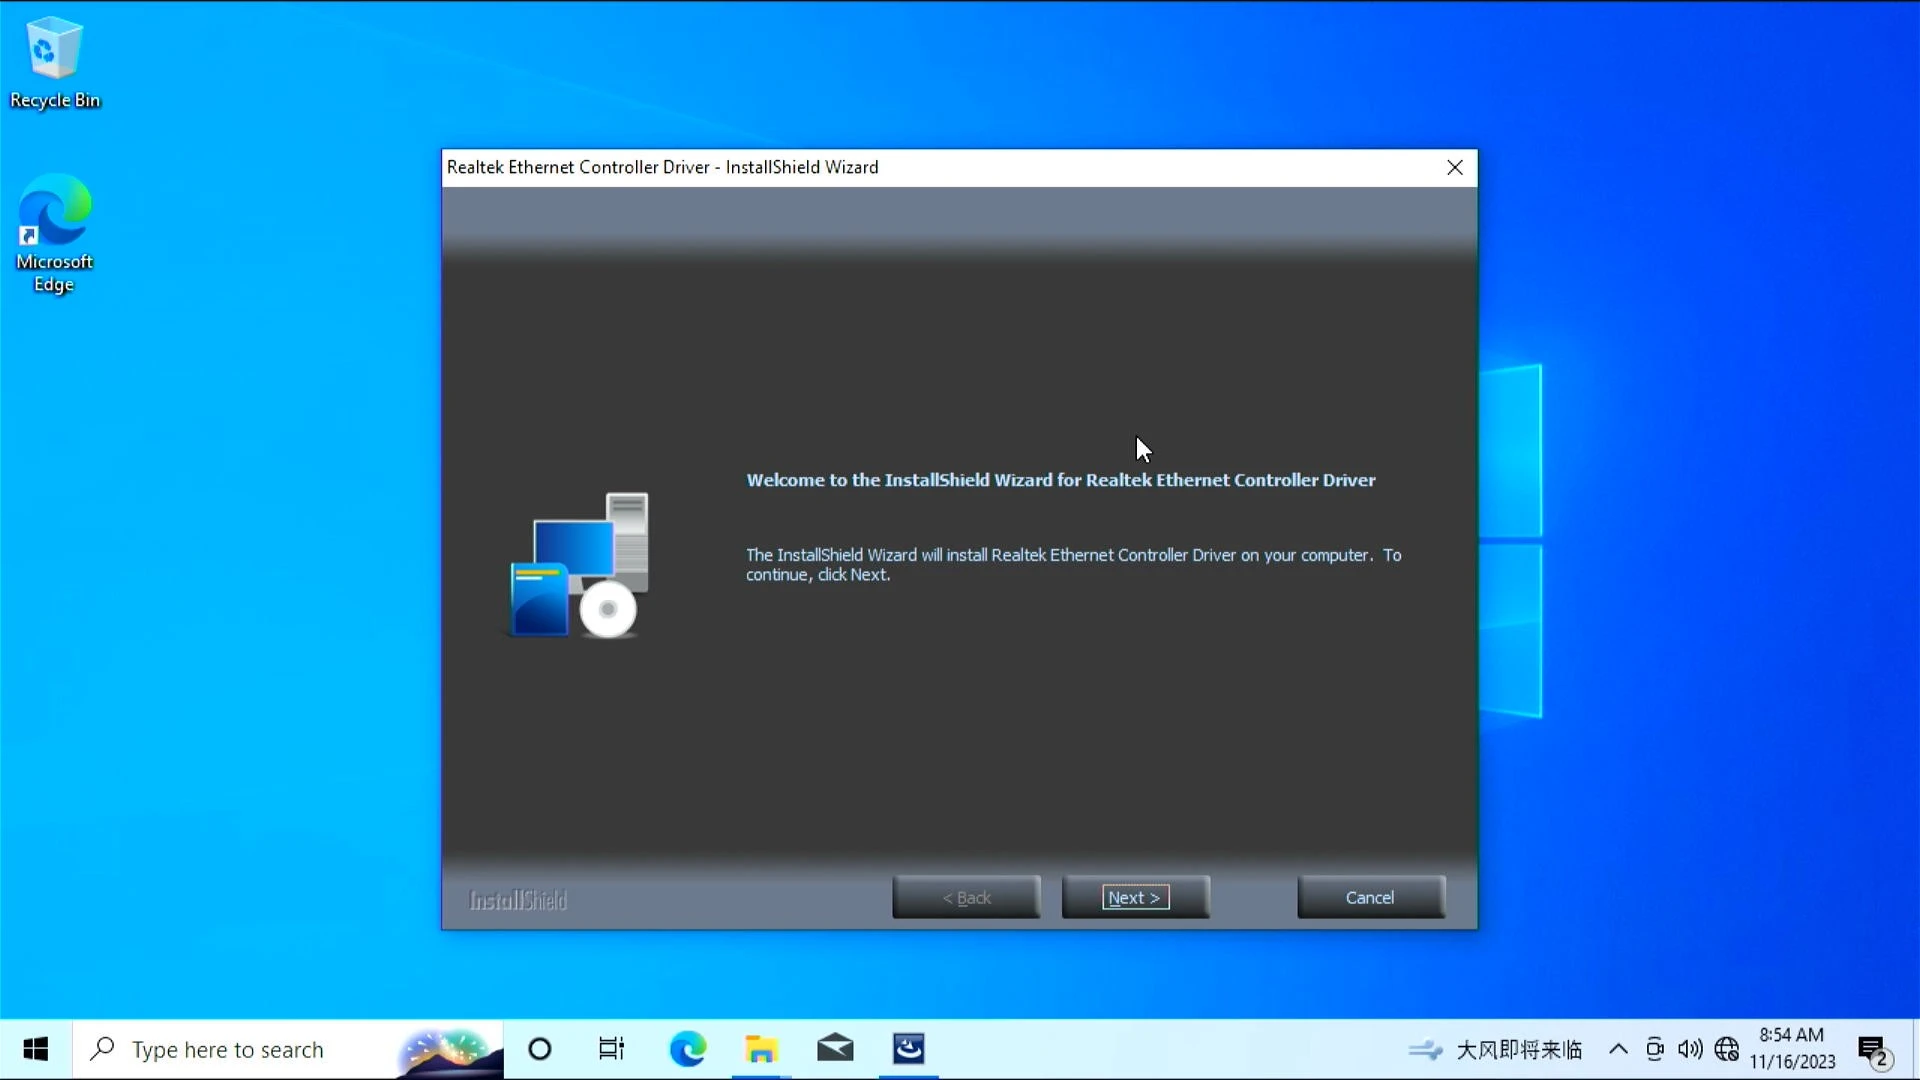 Recycle Bin
Microsoft
Edge
Realtek Ethernet Controller Driver - InstallShield Wizard
Welcome to the InstallShield Wizard for Realtek Ethernet Controller Driver
The InstallShield Wizard will install Realtek Ethernet Controller Driver on your computer. To
continue, click Next.
InstallShield
< Back
Next >
Cancel
Type here to search
大风即将来临
8:54 AM
11/16/2023
2